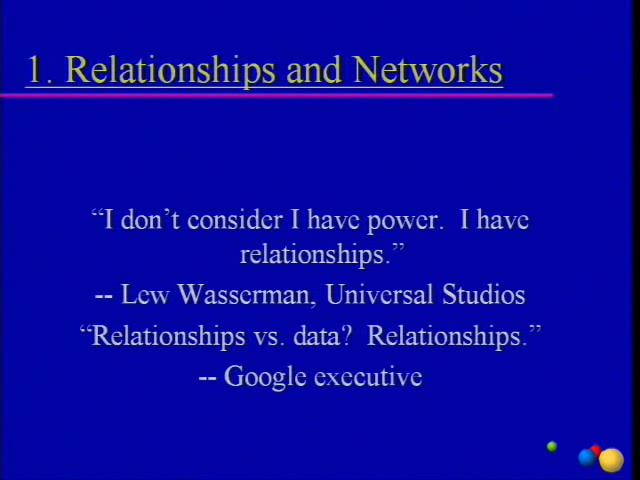 1. Relationships and Networks
“I don’t consider I have power.  I have
relationships.”
-- Lew Wasserman, Universal Studios
“Relationships vs. data?  Relationships.”
-- Google executive